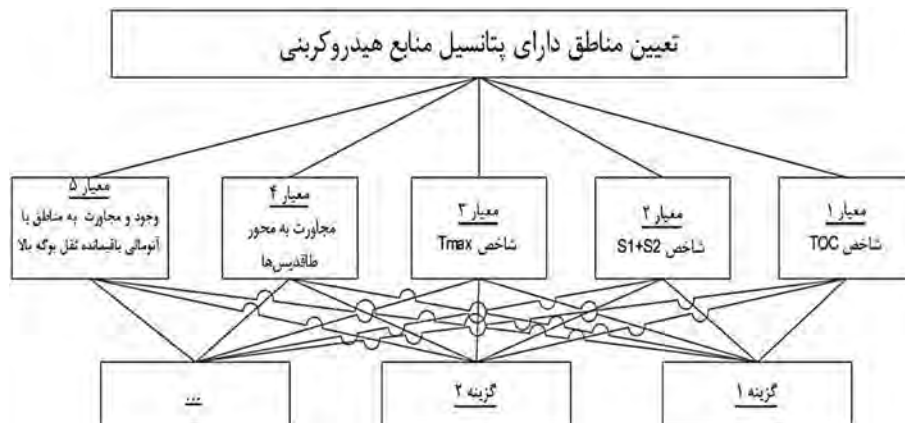 تعیین مناطق دارای پتانسیل منابع هیدروکربنی
معیار ۱
شاخص TOC
معیار ۲
شاخص S1+S2
معیار ۳
شاخص Tmax
معیار ۴
مجاورت به محور
طاقدیس‌ها
معیار ۵
وجود و مجاورت به مناطق با
آنومالی باقیمانده ثقل بوگه بالا
گزینه ۱
گزینه ۲
...